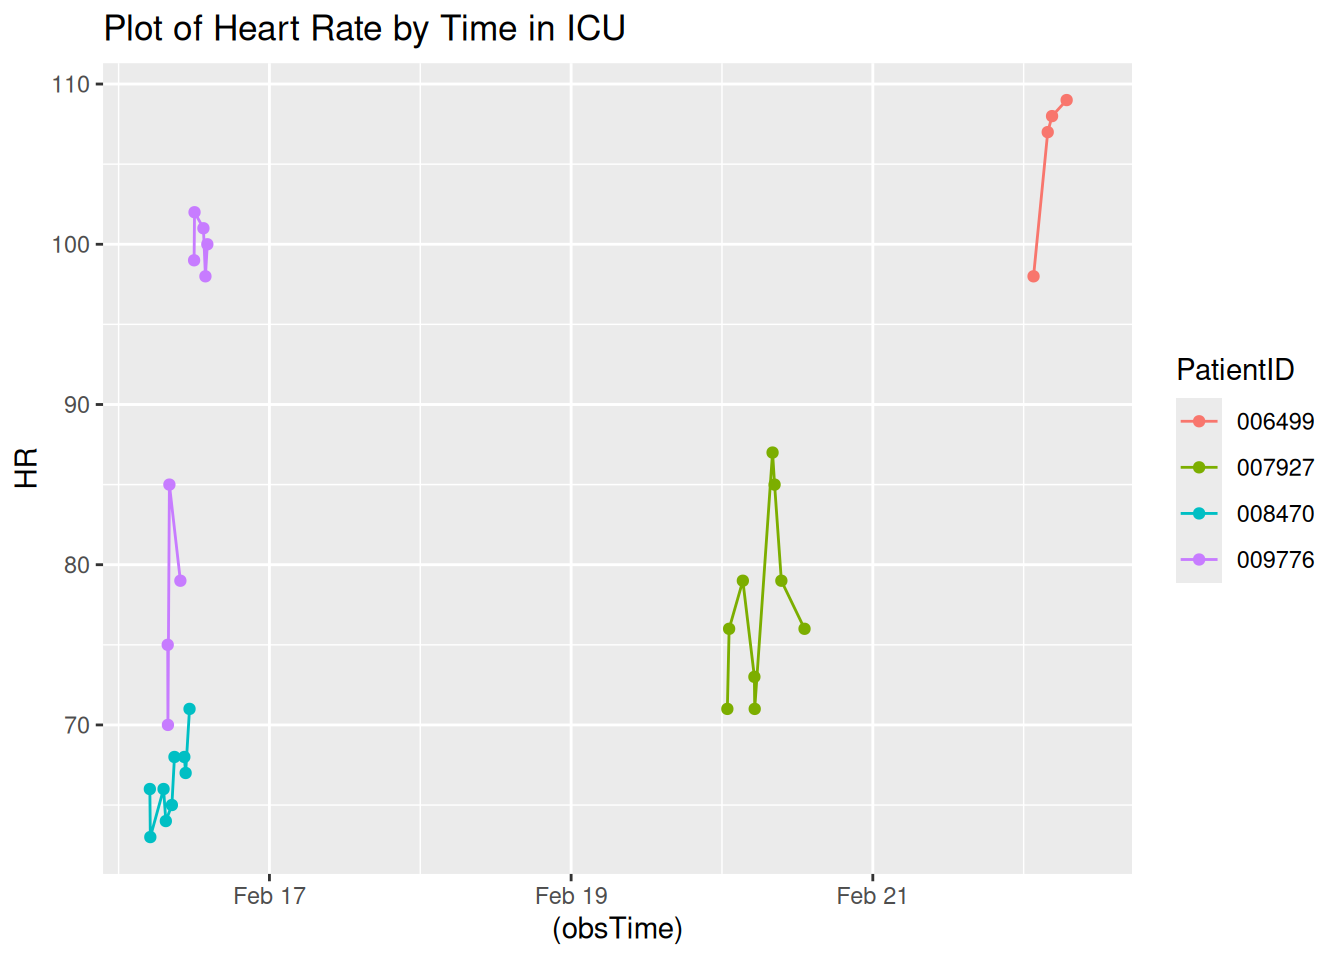 Plot of Heart Rate by Time in ICU
110
100
90
80
70
HR
Feb 17
Feb 19
Feb 21
(obsTime)
PatientID
006499
007927
008470
009776